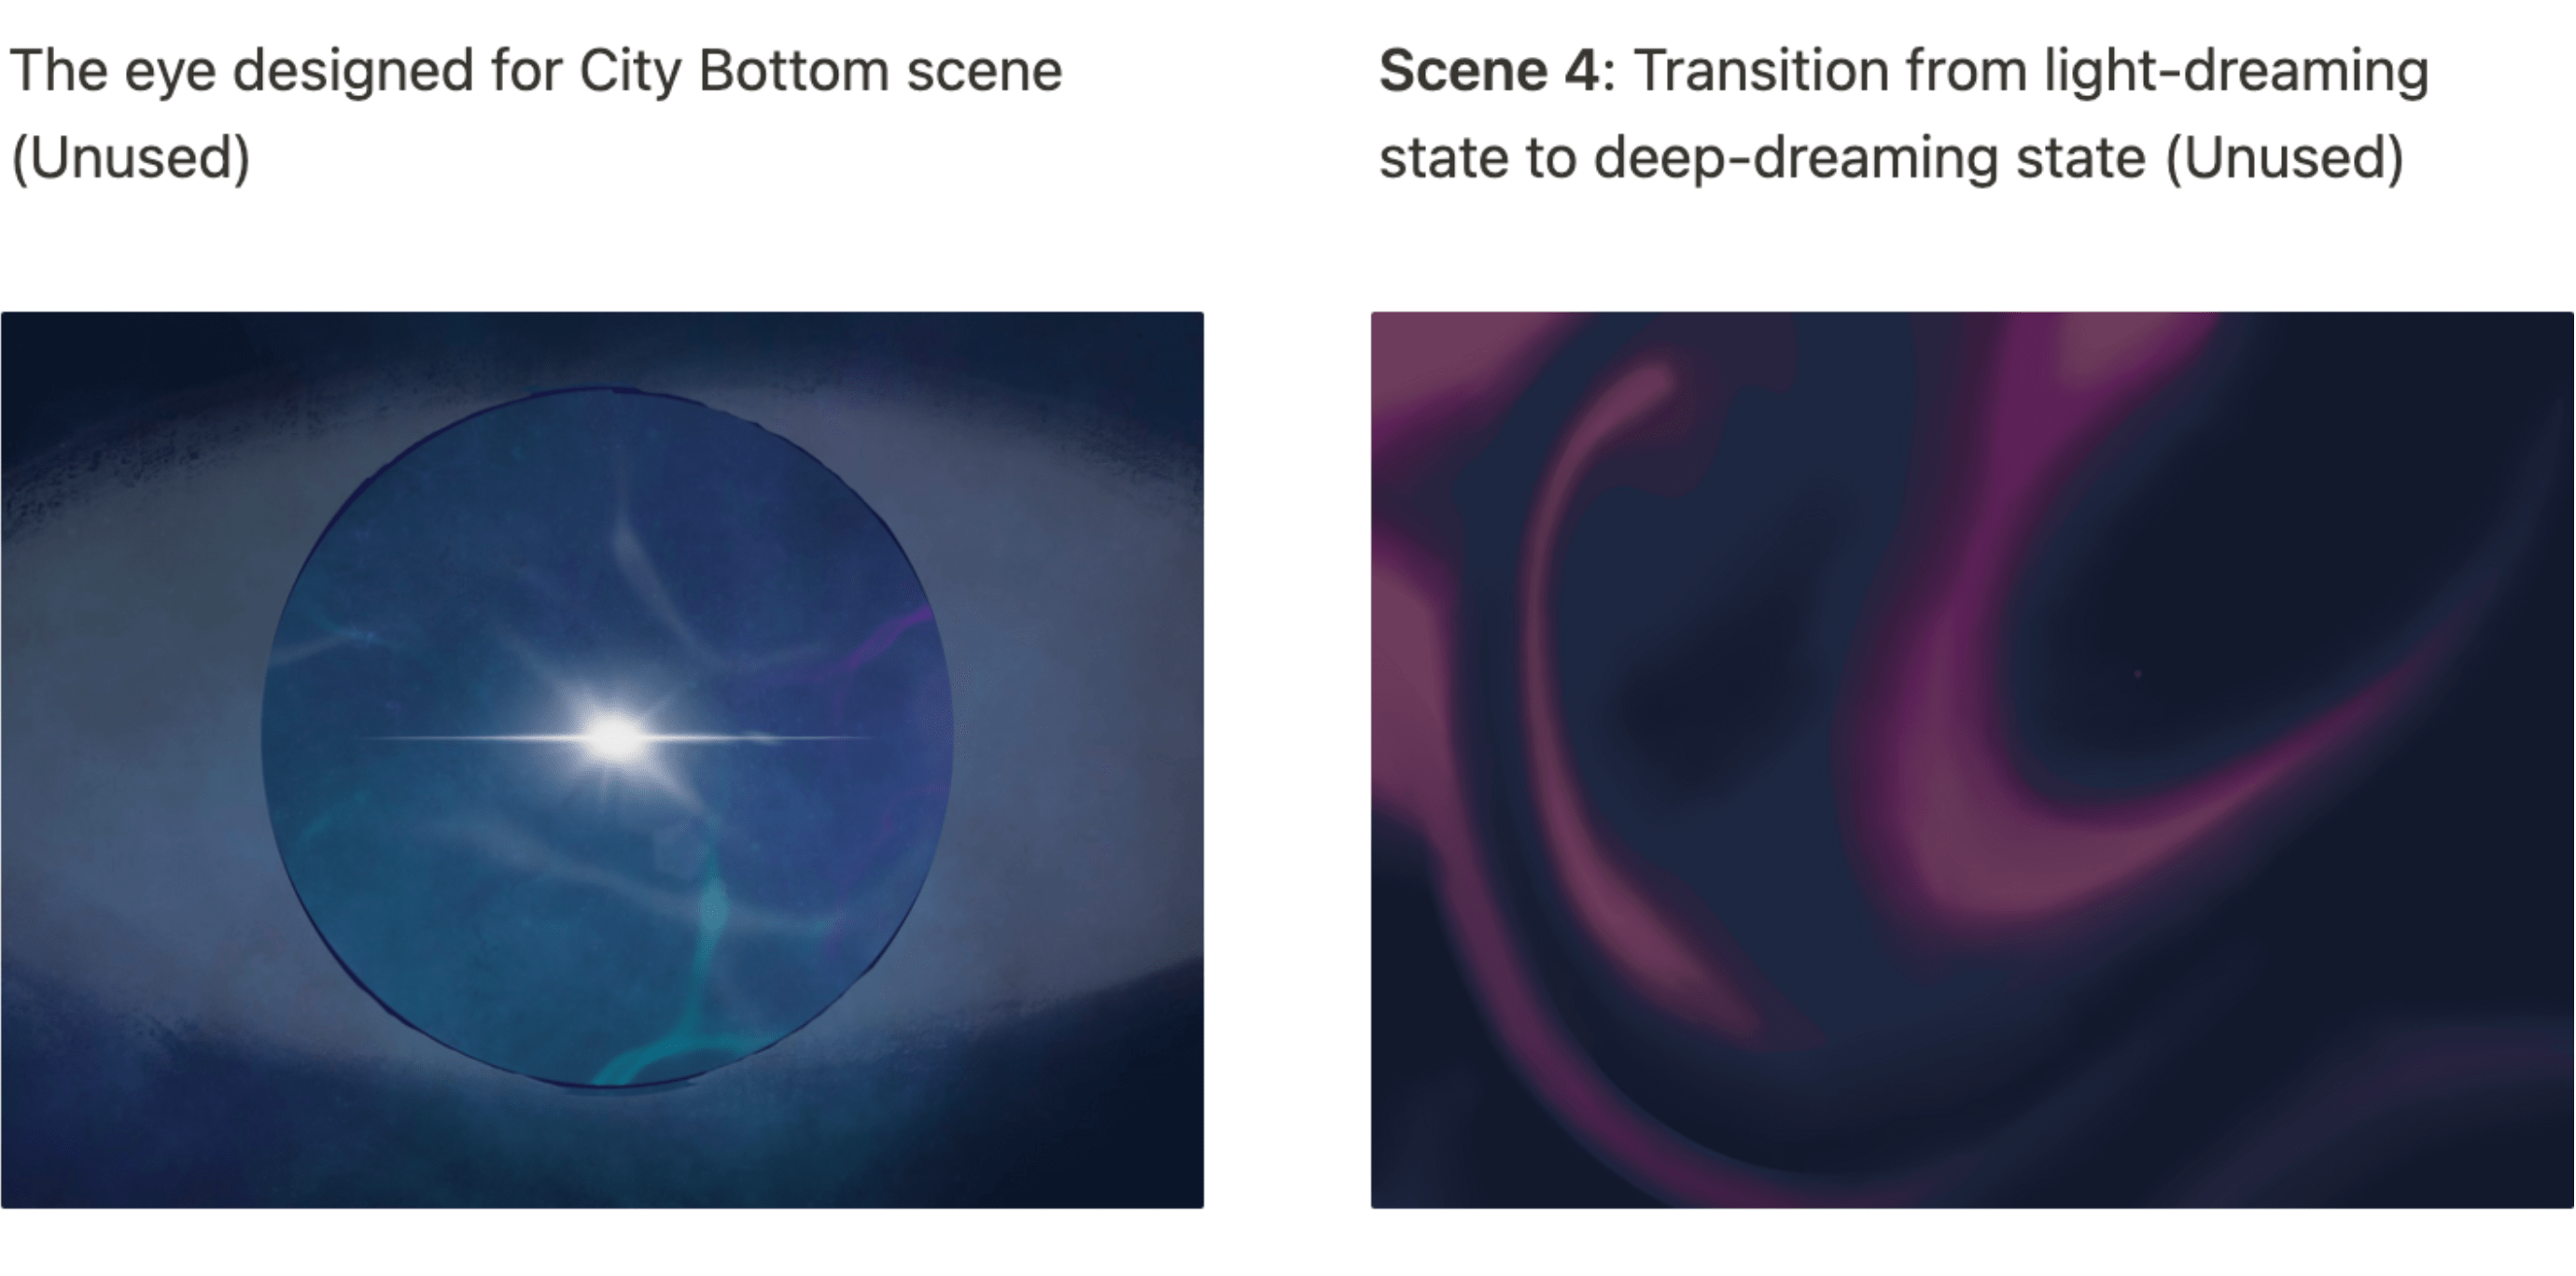 The eye designed for City Bottom scene
(Unused)
Scene 4: Transition from light-dreaming
state to deep-dreaming state (Unused)